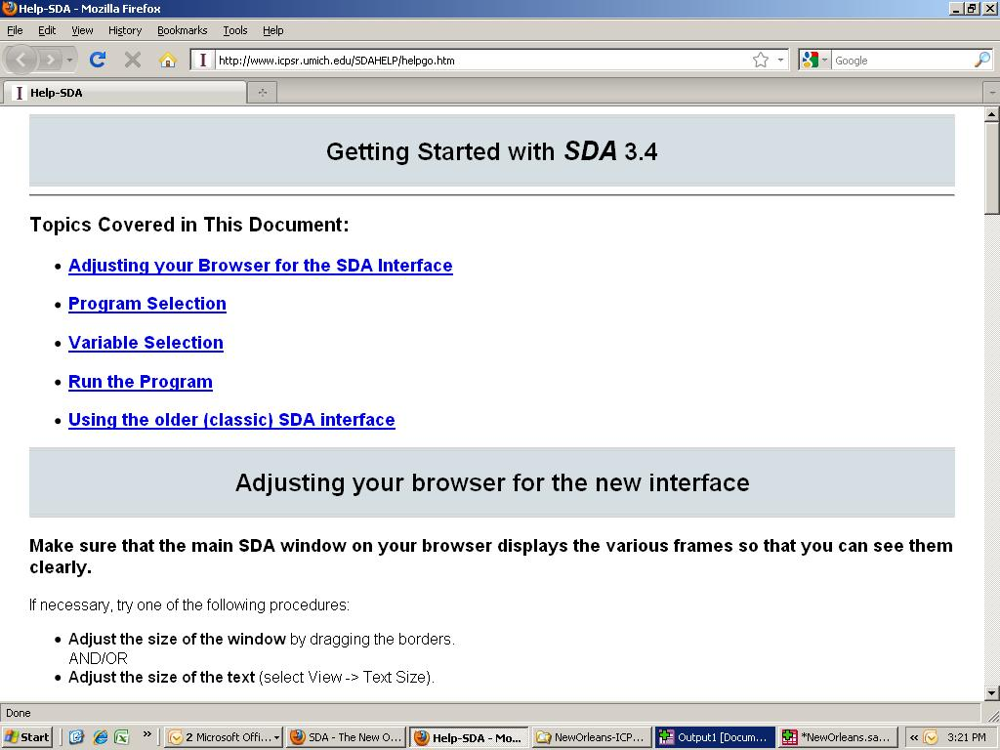 Help-SDA - Mozilla Firefox
File Edit View History Bookmarks Tools Help
I http://www.icpsr.umich.edu/SDAHELP/helpgo.htm Google
I Help-SDA
Getting Started with SDA 3.4
Topics Covered in This Document:
• Adjusting your Browser for the SDA Interface
• Program Selection
• Variable Selection
• Run the Program
• Using the older (classic) SDA interface
Adjusting your browser for the new interface
Make sure that the main SDA window on your browser displays the various frames so that you can see them
clearly.
If necessary, try one of the following procedures:
• Adjust the size of the window by dragging the borders.
AND/OR
• Adjust the size of the text (select View -> Text Size).
Done
Start » 2 Microsoft Offi... SDA - The New O... Help-SDA - Mo... NewOrleans-ICP... Output1 [Docum... *NewOrleans.sa... « 3:21 PM